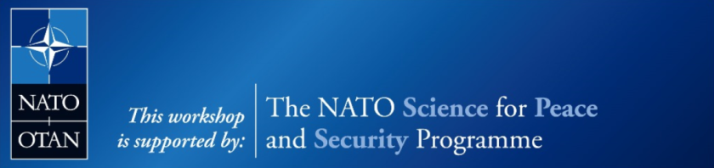 NATO
OTAN
This workshop
is supported by:
The NATO Science for Peace
and Security Programme